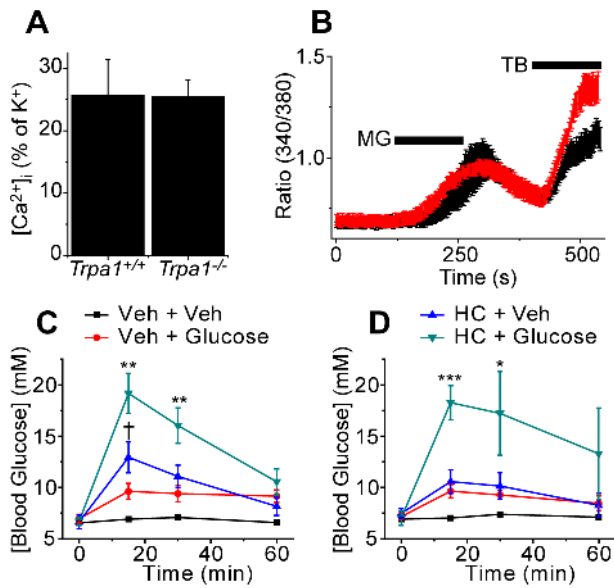 A
[Ca²⁺]ᵢ (% of K⁺)
30
20
10
0
Trpa1⁺/⁺ Trpa1⁻/⁻
B
Ratio (340/380)
1.5
1.0
MG
TB
0 250 500
Time (s)
Veh + Veh
Veh + Glucose
HC + Veh
HC + Glucose
C
[Blood Glucose] (mM)
20
15
10
5
**
**
†
0 20 40 60
Time (min)
D
[Blood Glucose] (mM)
20
15
10
5
***
*
0 20 40 60
Time (min)